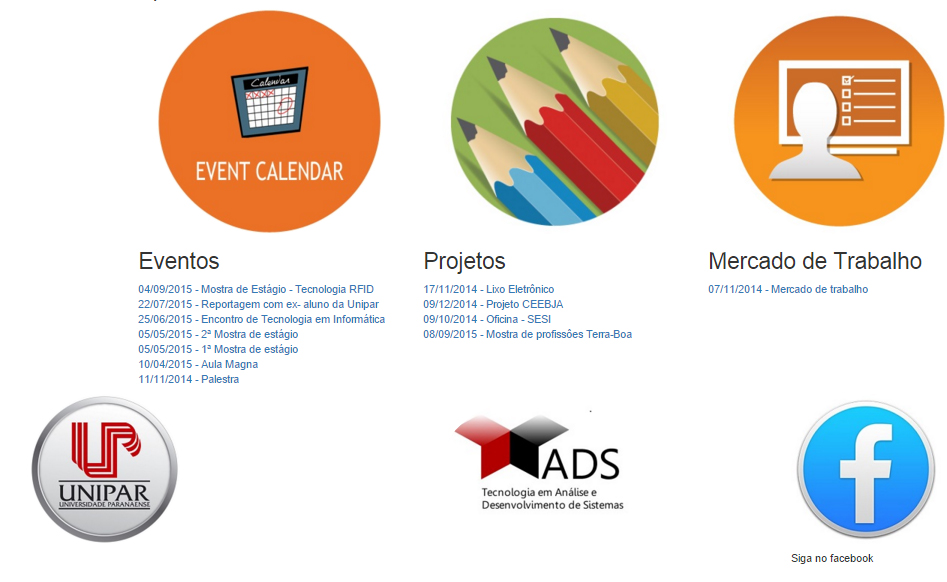 Calendar
EVENT CALENDAR
Eventos
04/09/2015 - Mostra de Estágio - Tecnologia RFID
22/07/2015 - Reportagem com ex- aluno da Unipar
25/06/2015 - Encontro de Tecnologia em Informática
05/05/2015 - 2ª Mostra de estágio
05/05/2015 - 1ª Mostra de estágio
10/04/2015 - Aula Magna
11/11/2014 - Palestra
Projetos
17/11/2014 - Lixo Eletrônico
09/12/2014 - Projeto CEEBJA
09/10/2014 - Oficina - SESI
08/09/2015 - Mostra de profissões Terra-Boa
Mercado de Trabalho
07/11/2014 - Mercado de trabalho
UP
UNIPAR
UNIVERSIDADE PARANAENSE
ADS
Tecnologia em Análise e
Desenvolvimento de Sistemas
f
Siga no facebook